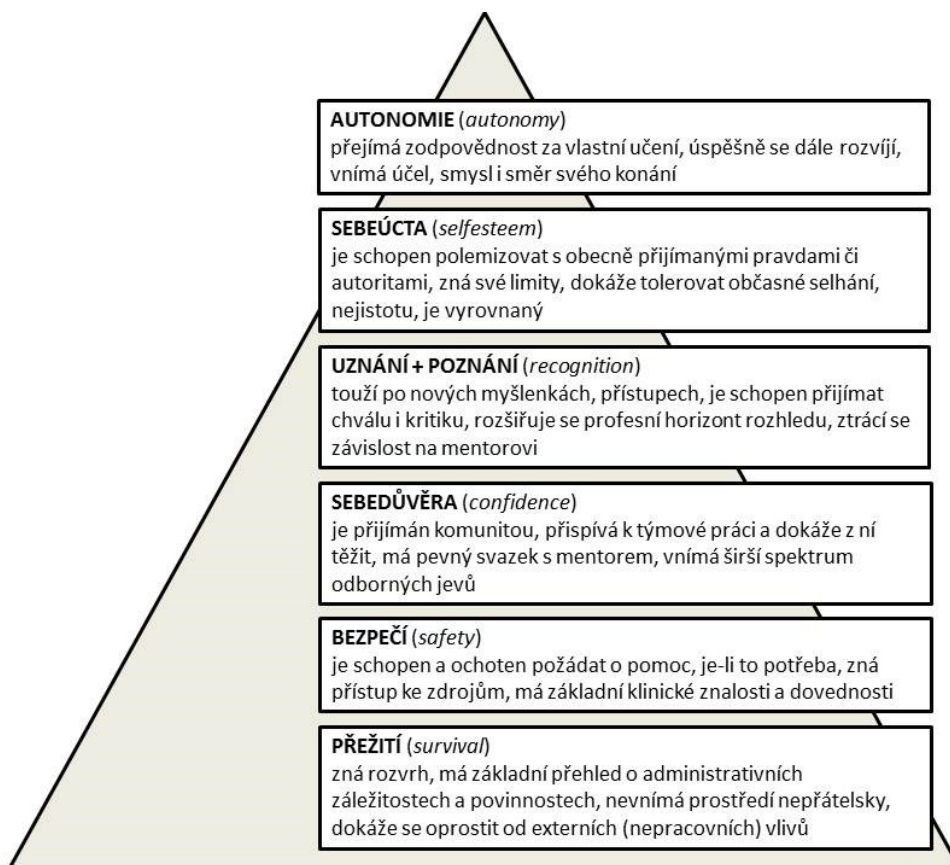 AUTONOMIE (autonomy)
přejímá zodpovědnost za vlastní učení, úspěšně se dále rozvíjí,
vnímá účel, smysl i směr svého konání
SEBEÚCTA (selfesteem)
je schopen polemizovat s obecně přijímanými pravdami či
autoritami, zná své limity, dokáže tolerovat občasné selhání,
nejistotu, je vyrovnaný
UZNÁNÍ + POZNÁNÍ (recognition)
touží po nových myšlenkách, přístupech, je schopen přijímat
chválu i kritiku, rozšiřuje se profesní horizont rozhledu, ztrácí se
závislost na mentorovi
SEBEDŮVĚRA (confidence)
je přijímán komunitou, přispívá k týmové práci a dokáže z ní
těžit, má pevný svazek s mentorem, vnímá širší spektrum
odborných jevů
BEZPEČÍ (safety)
je schopen a ochoten požádat o pomoc, je-li to potřeba, zná
přístup ke zdrojům, má základní klinické znalosti a dovednosti
PŘEŽITÍ (survival)
zná rozvrh, má základní přehled o administrativních
záležitostech a povinnostech, nevnímá prostředí nepřátelsky,
dokáže se oprostit od externích (nepracovních) vlivů